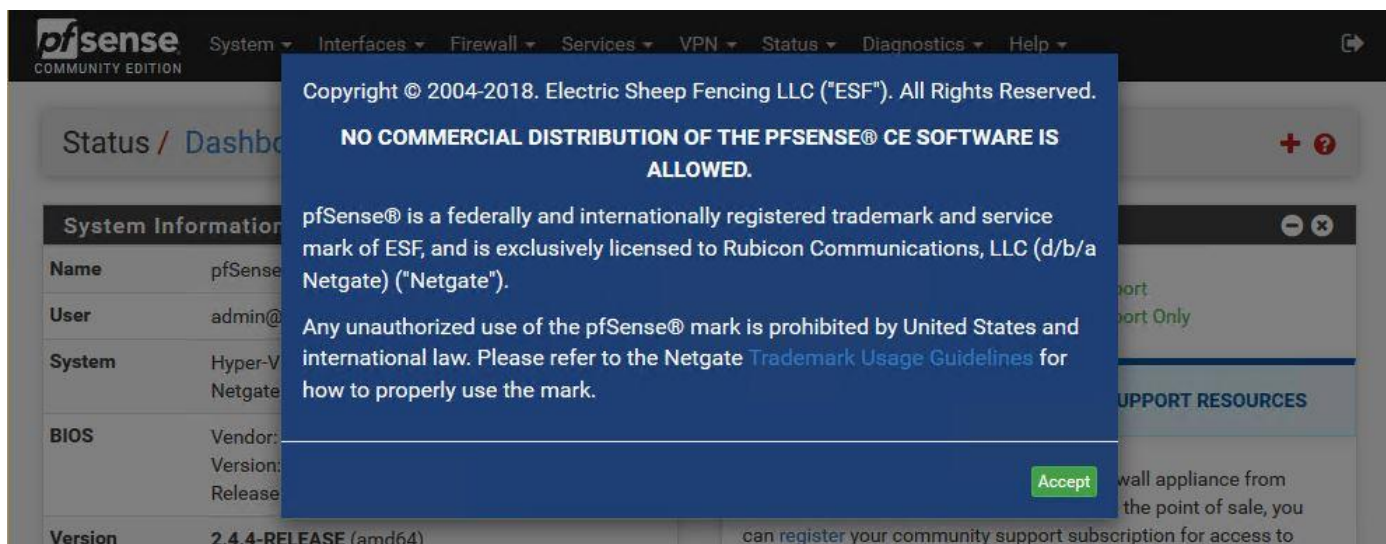 pfsense
COMMUNITY EDITION
System Interfaces Firewall Services VPN Status Diagnostics Help
Copyright © 2004-2018. Electric Sheep Fencing LLC ("ESF"). All Rights Reserved.
NO COMMERCIAL DISTRIBUTION OF THE PFSENSE® CE SOFTWARE IS
ALLOWED.
pfSense® is a federally and internationally registered trademark and service
mark of ESF, and is exclusively licensed to Rubicon Communications, LLC (d/b/a
Netgate) ("Netgate").
Any unauthorized use of the pfSense® mark is prohibited by United States and
international law. Please refer to the Netgate Trademark Usage Guidelines for
how to properly use the mark.
Accept
Status / Dashbo
System Information
Name pfSense
User admin@
System Hyper-V
Netgate
BIOS Vendor:
Version:
Release
Version 2.4.4-RELEASE (amd64)
port
port Only
UPPORT RESOURCES
wall appliance from
the point of sale, you
can register your community support subscription for access to